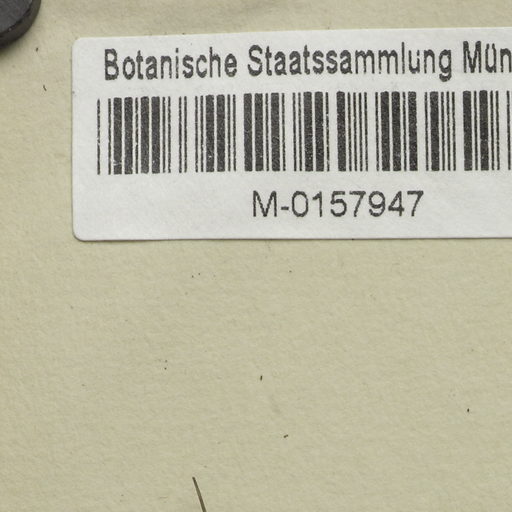 Botanische Staatssammlung Mün
M-0157947